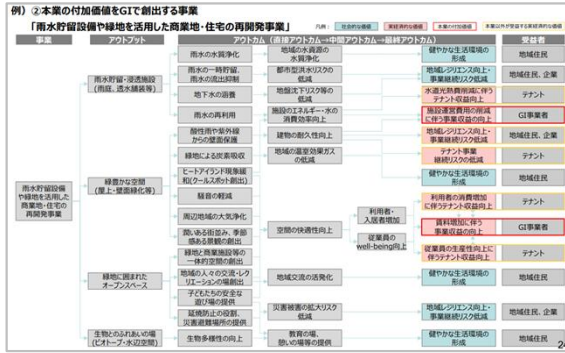 例）②本業の付加価値をGIで創出する事業
「雨水貯留設備や緑地を活用した商業地・住宅の再開発事業」
凡例：
社会的な価値
実経済的な価値
本業の付加価値
本業以外が受益する実経済的な価値
事業
アウトプット
アウトカム（直接アウトカム→中間アウトカム→最終アウトカム）
受益者
雨水貯留設備
や緑地を活用した
商業地・住宅の
再開発事業
雨水貯留・浸透施設
（雨庭、透水舗装等）
緑豊かな空間
（屋上・壁面緑化等）
緑地に囲まれた
オープンスペース
生物とのふれあいの場
（ビオトープ・水辺空間）
雨水の水質浄化
雨水の一時貯留、
雨水の流出抑制
地下水の涵養
雨水の再利用
酸性雨や紫外線
からの壁面保護
緑地による炭素吸収
ヒートアイランド現象緩
和（クールスポット創出）
騒音の軽減
周辺地域の大気浄化
潤いある街並み、季節
感ある景観の創出
緑地と商業施設等の
一体的空間の創出
地域の人々の交流・レク
リエーションの場創出
子どもたちの安全な
遊び場の提供
延焼防止の役割、
災害避難場所の提供
生物多様性の向上
地域の水資源の
水質浄化
都市型洪水リスクの
低減
地盤沈下リスク等の
低減
施設のエネルギー・水の
消費効率向上
建物の耐久性向上
地域の温室効果ガス
の低減
空間の快適性向上
地域交流の活発化
災害被害の拡大リスク
低減
教育の場、
憩いの場等の提供
利用者・
入居者増加
従業員の
well-being向上
健やかな生活環境の
形成
地域レジリエンス向上・
事業継続リスク低減
水道光熱費削減に伴う
テナント収益向上
施設運営費用の削減
に伴う事業収益の向上
地域レジリエンス向上・
事業継続リスク低減
テナント事業
継続リスクの低減
健やかな生活環境の
形成
利用者の消費増加
に伴うテナント収益向上
賃料増加に伴う
事業収益の向上
従業員の生産性向上に
伴うテナント収益向上
健やかな生活環境の
形成
地域レジリエンス向上・
事業継続リスク低減
健やかな生活環境の
形成
地域住民
地域住民、企業
テナント
GI事業者
地域住民、企業
テナント
地域住民
テナント
GI事業者
テナント
地域住民
地域住民、企業
地域住民